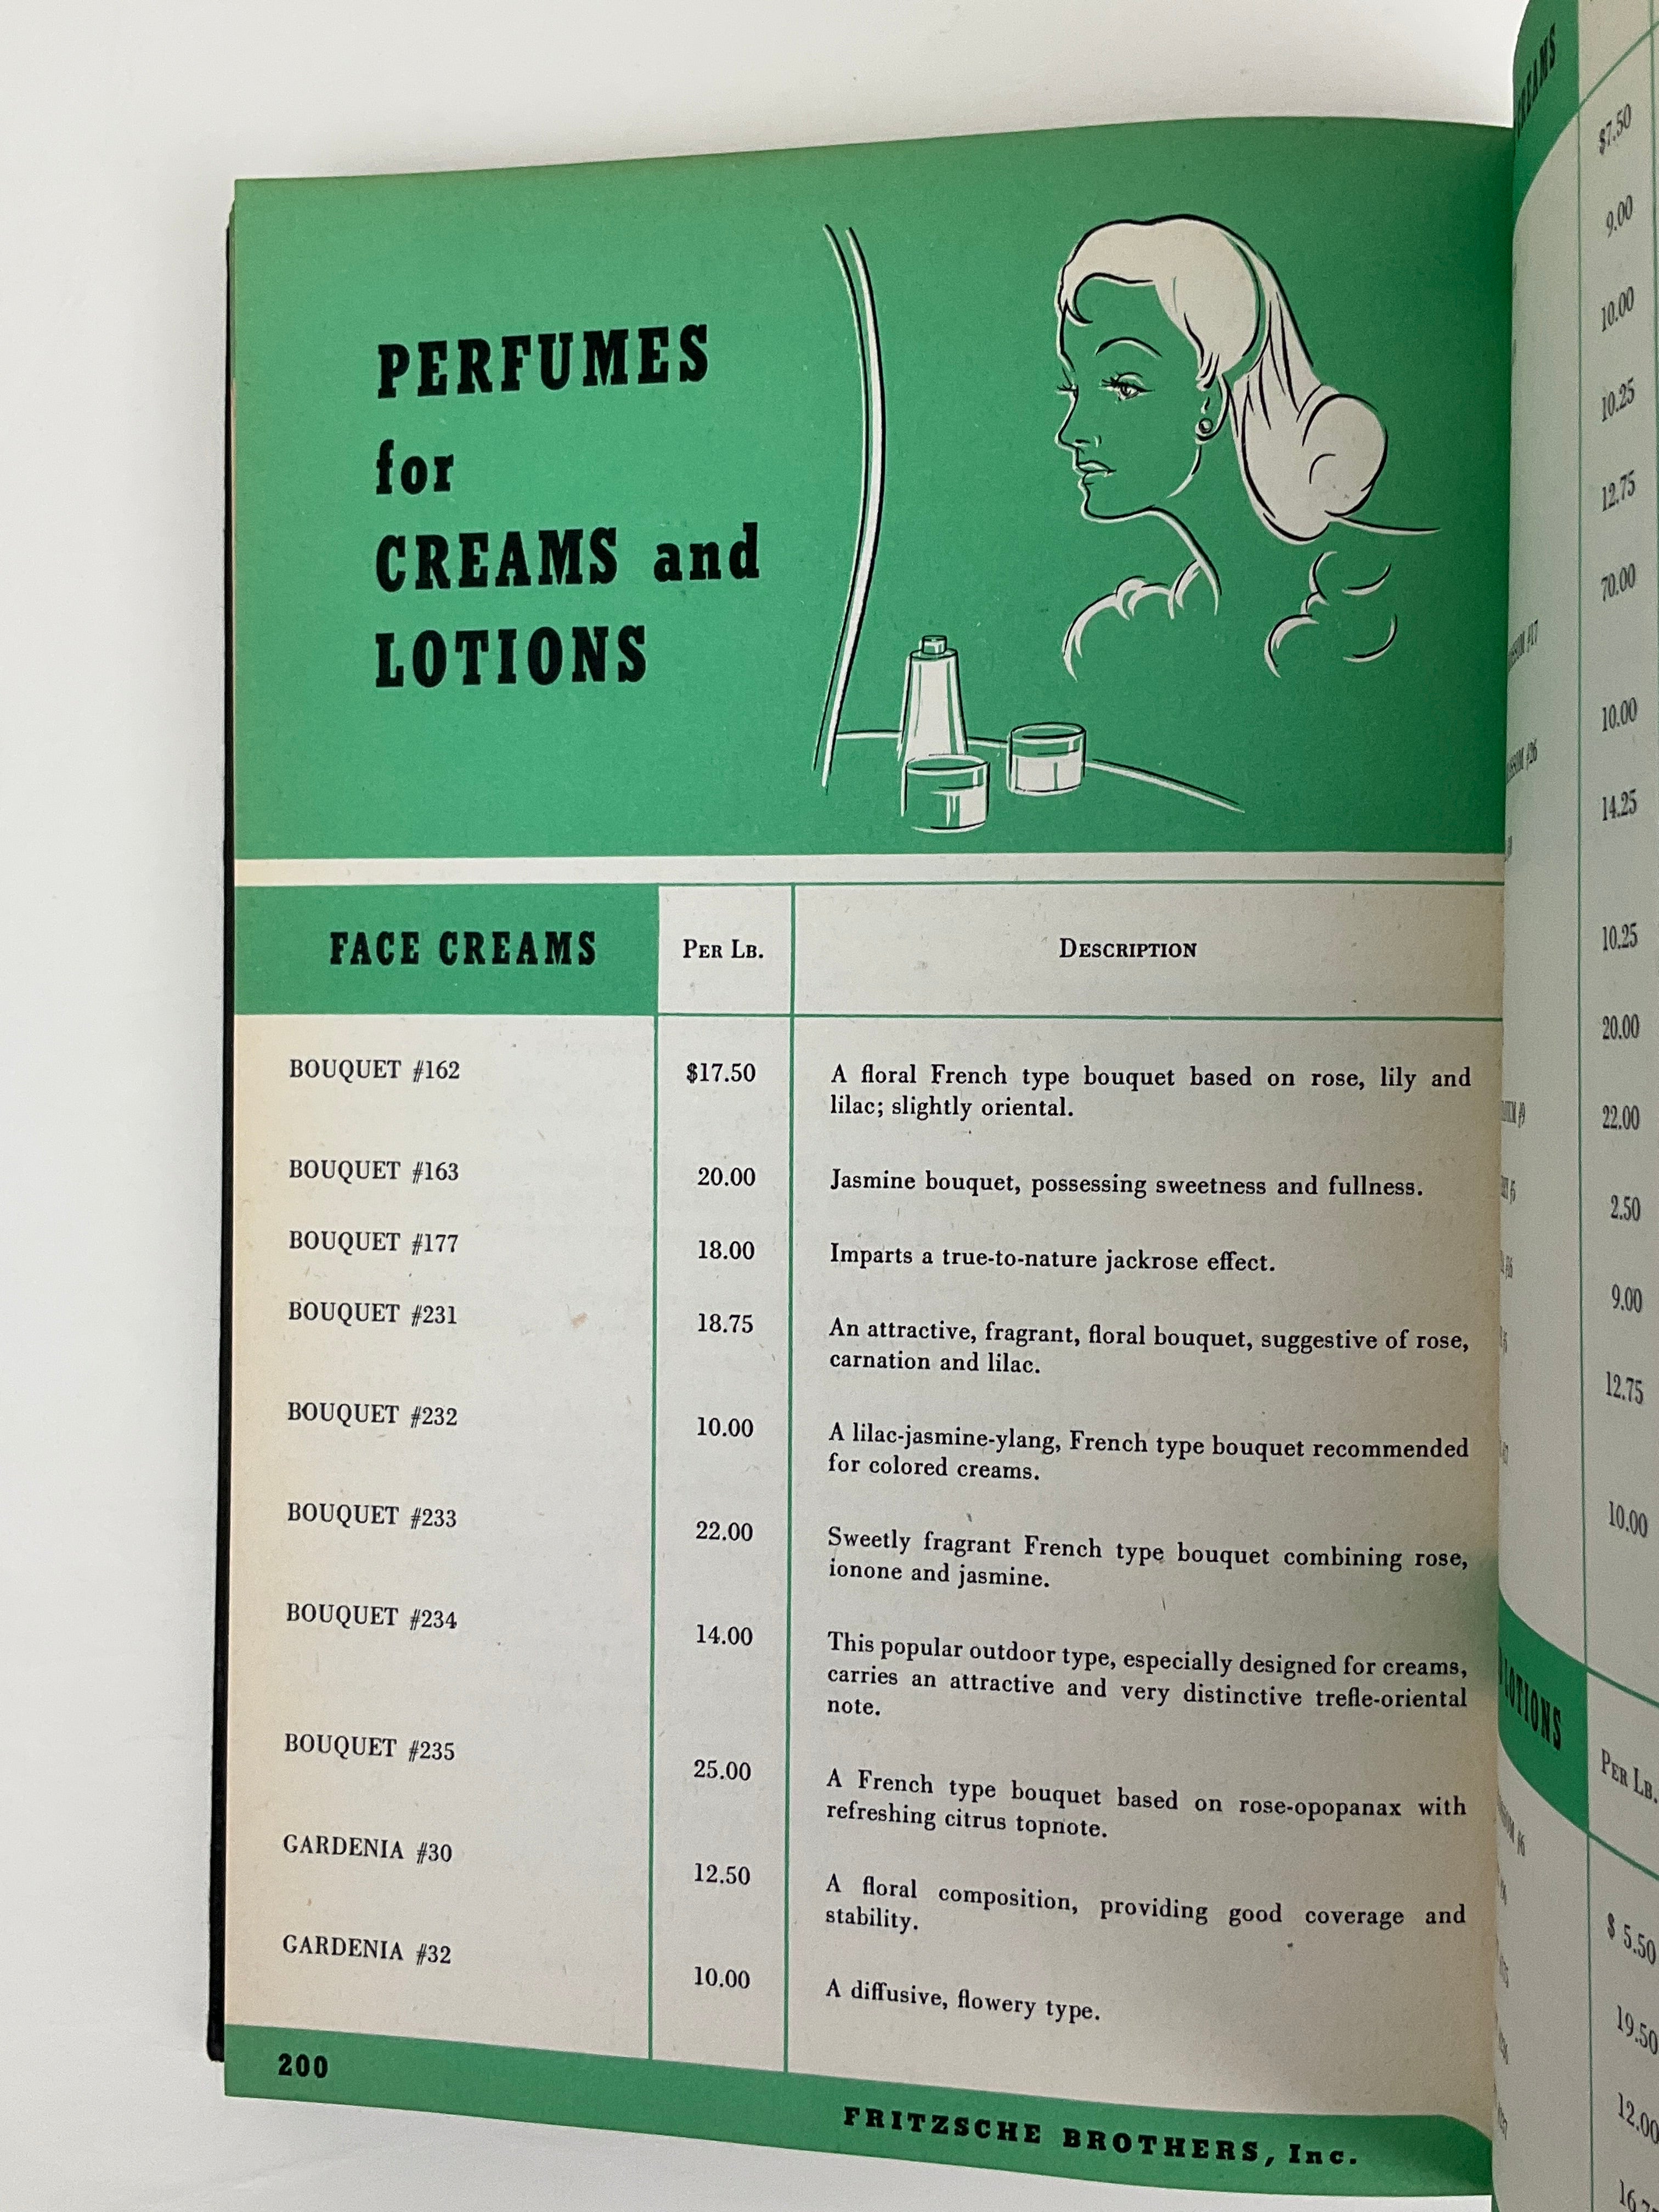 PERFUMES
for
CREAMS and
LOTIONS
FACE CREAMS PER LB. DESCRIPTION
BOUQUET #162 $17.50 A floral French type bouquet based on rose, lily and
lilac; slightly oriental.
BOUQUET #163 20.00 Jasmine bouquet, possessing sweetness and fullness.
BOUQUET #177 18.00 Imparts a true-to-nature jackrose effect.
BOUQUET #231 18.75 An attractive, fragrant, floral bouquet, suggestive of rose,
carnation and lilac.
BOUQUET #232 10.00 A lilac-jasmine-ylang, French type bouquet recommended
for colored creams.
BOUQUET #233 22.00 Sweetly fragrant French type bouquet combining rose,
ionone and jasmine.
BOUQUET #234 14.00 This popular outdoor type, especially designed for creams,
carries an attractive and very distinctive trefle-oriental
note.
BOUQUET #235 25.00 A French type bouquet based on rose-opopanax with
refreshing citrus topnote.
GARDENIA #30 12.50 A floral composition, providing good coverage and
stability.
GARDENIA #32 10.00 A diffusive, flowery type.
200
FRITZSCHE BROTHERS, Inc.
CREAMS
$7.50
9.00
10.00
10.25
12.75
70.00
#17
10.00
#26
14.25
10.25
20.00
#9
22.00
2.50
9.00
12.75
10.00
LOTIONS PER LB.
#6
$ 5.50
19.50
12.00